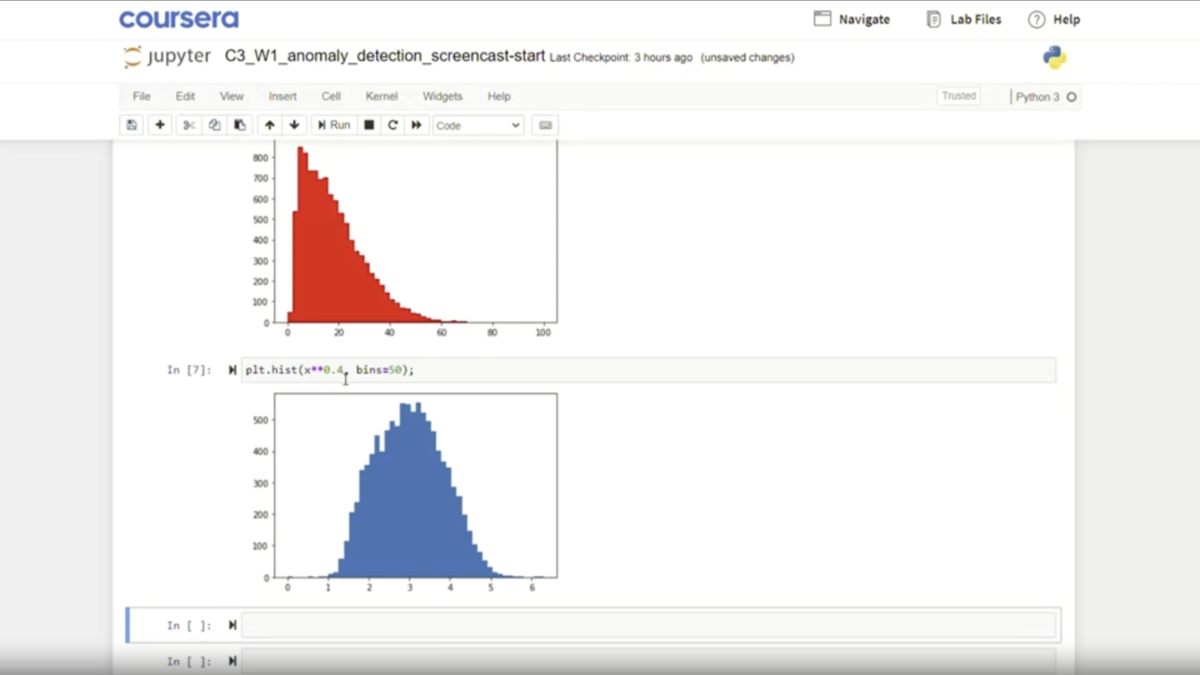 coursera Navigate Lab Files ? Help
jupyter C3_W1_anomaly_detection_screencast-start Last Checkpoint: 3 hours ago (unsaved changes)
File Edit View Insert Cell Kernel Widgets Help Trusted Python 3
Run Code
800
700
600
500
400
300
200
100
0
0 20 40 60 80 100
In [7]: plt.hist(x**0.4, bins=50);
500
400
300
200
100
0
0 1 2 3 4 5 6
In [ ]:
In [ ]: